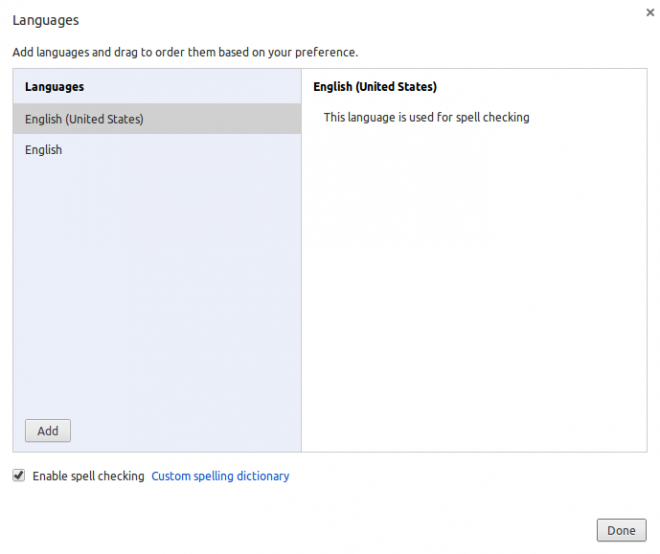 Languages
Add languages and drag to order them based on your preference.
Languages
English (United States)
English (United States)
This language is used for spell checking
English
Add
Enable spell checking Custom spelling dictionary
Done